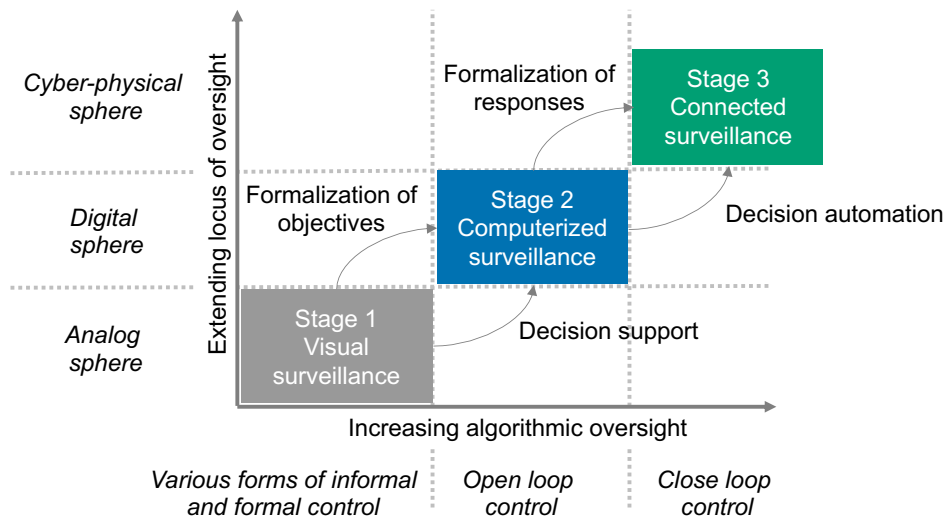 Cyber-physical
sphere
Digital
sphere
Analog
sphere
Extending locus of oversight
Formalization of
responses
Stage 3
Connected
surveillance
Formalization of
objectives
Stage 2
Computerized
surveillance
Decision automation
Stage 1
Visual
surveillance
Decision support
Increasing algorithmic oversight
Various forms of informal
and formal control
Open loop
control
Close loop
control